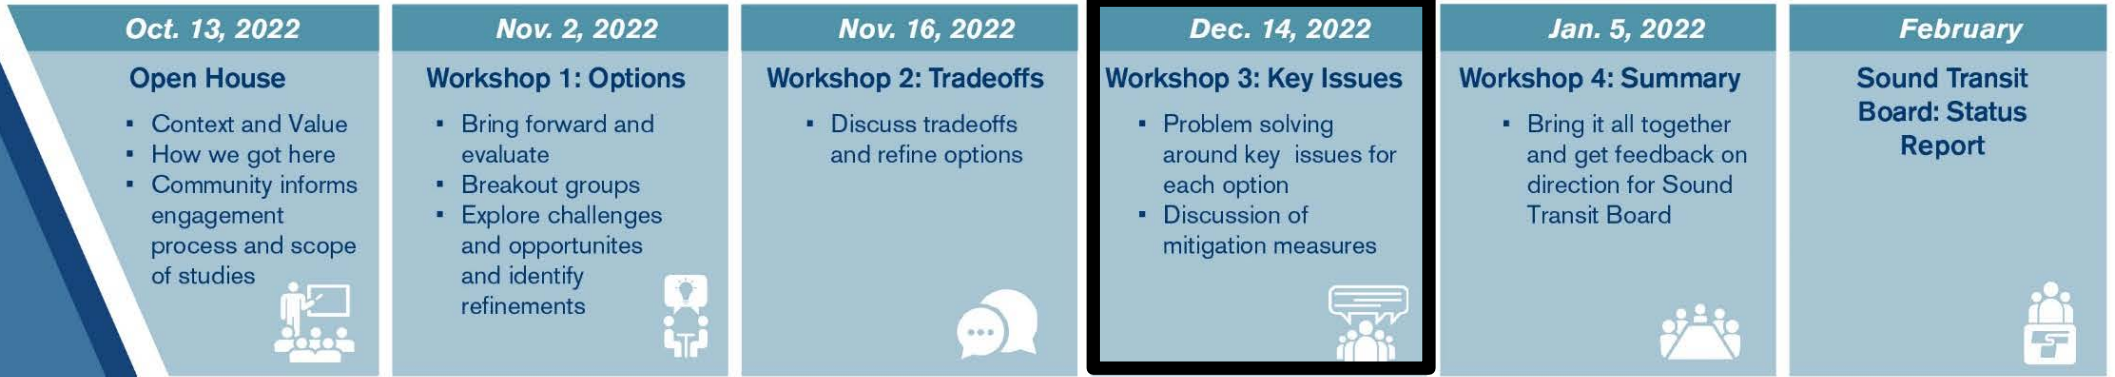 Oct. 13, 2022
Open House
▪ Context and Value
▪ How we got here
▪ Community informs
engagement
process and scope
of studies
Nov. 2, 2022
Workshop 1: Options
▪ Bring forward and
evaluate
▪ Breakout groups
▪ Explore challenges
and opportunites
and identify
refinements
Nov. 16, 2022
Workshop 2: Tradeoffs
▪ Discuss tradeoffs
and refine options
Dec. 14, 2022
Workshop 3: Key Issues
▪ Problem solving
around key issues for
each option
▪ Discussion of
mitigation measures
Jan. 5, 2022
Workshop 4: Summary
▪ Bring it all together
and get feedback on
direction for Sound
Transit Board
February
Sound Transit
Board: Status
Report